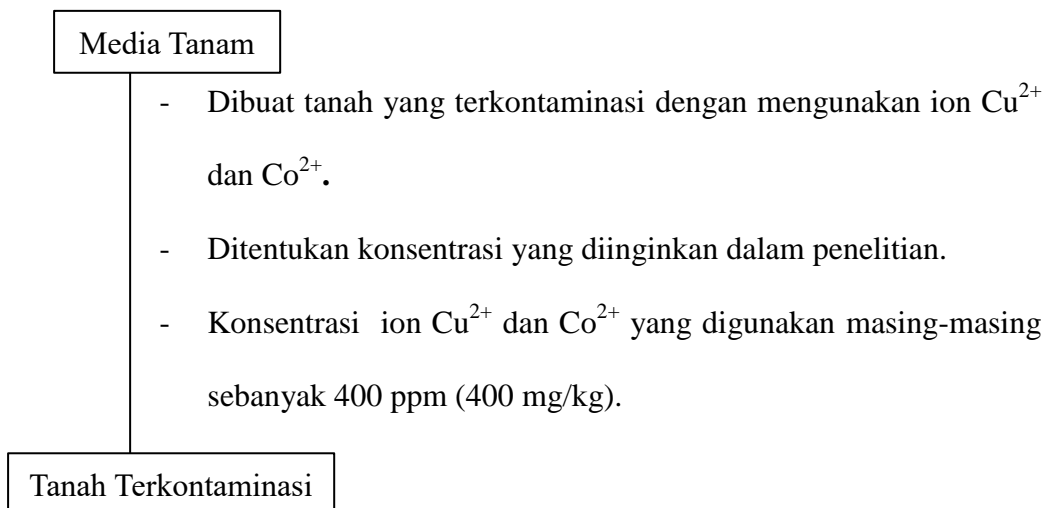 Media Tanam
- Dibuat tanah yang terkontaminasi dengan mengunakan ion Cu²⁺
dan Co²⁺.
- Ditentukan konsentrasi yang diinginkan dalam penelitian.
- Konsentrasi ion Cu²⁺ dan Co²⁺ yang digunakan masing-masing
sebanyak 400 ppm (400 mg/kg).
Tanah Terkontaminasi